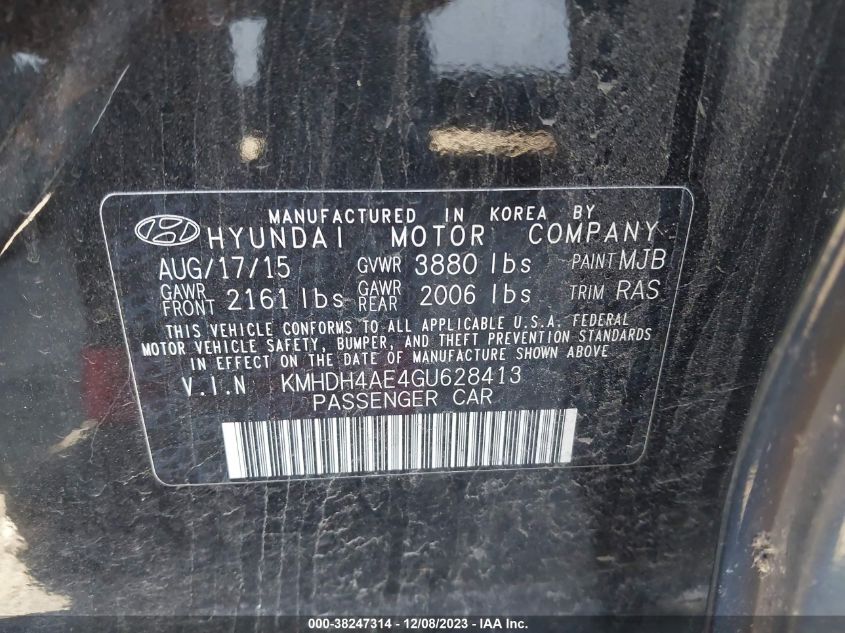 MANUFACTURED IN KOREA BY
HYUNDAI MOTOR COMPANY
AUG/17/15 GVWR 3880 lbs PAINT MJB
GAWR FRONT 2161 lbs GAWR REAR 2006 lbs TRIM RAS
THIS VEHICLE CONFORMS TO ALL APPLICABLE U.S.A. FEDERAL
MOTOR VEHICLE SAFETY, BUMPER, AND THEFT PREVENTION STANDARDS
IN EFFECT ON THE DATE OF MANUFACTURE SHOWN ABOVE
V.I.N KMHDH4AE4GU628413
PASSENGER CAR
000-38247314 - 12/08/2023 - IAA Inc.